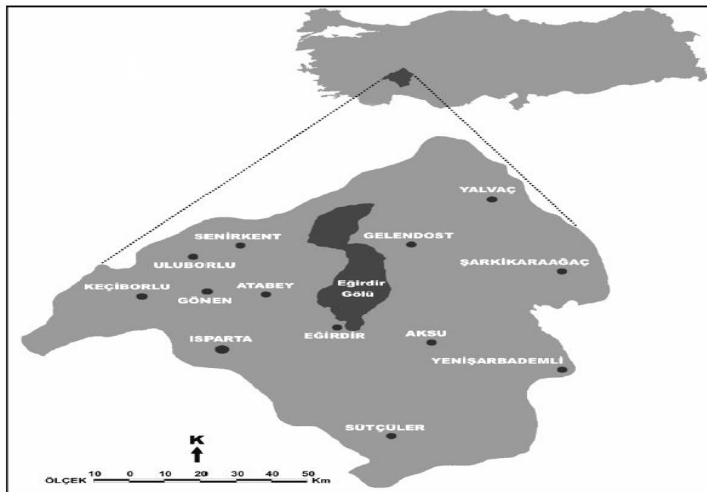 YALVAÇ
SENİRKENT
GELENDOST
ULUBORLU
ŞARKİKARAAĞAÇ
KEÇİBORLU
GÖNEN
ATABEY
Eğirdir
Gölü
ISPARTA
EĞİRDİR
AKSU
YENİŞARBADEMLİ
SÜTÇÜLER
K
ÖLÇEK 10 0 10 20 30 40 50 Km